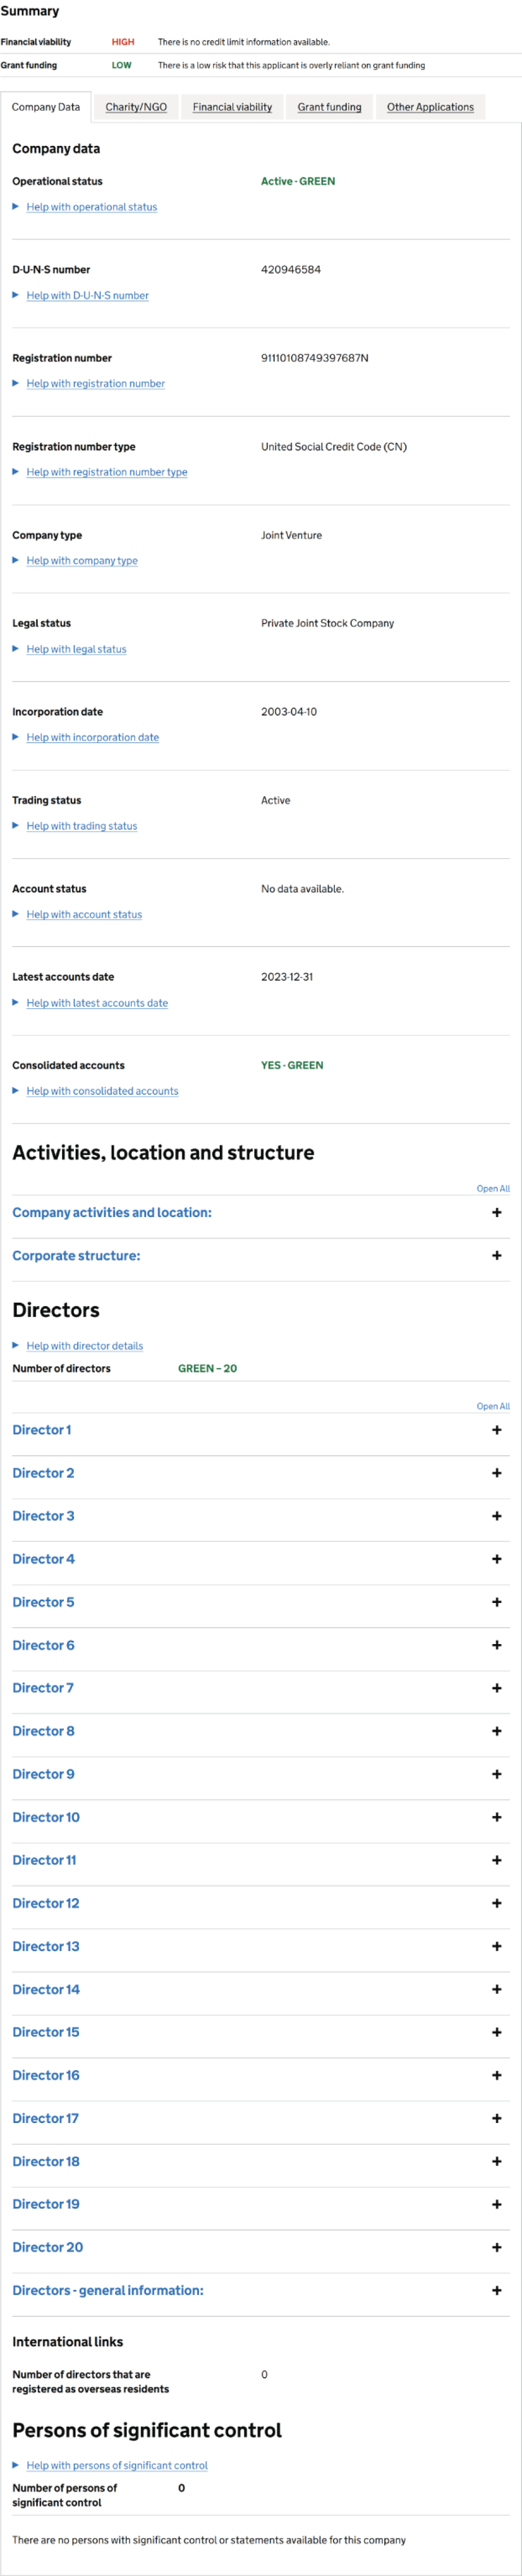 Summary
Financial viability HIGH There is no credit limit information available.
Grant funding LOW There is a low risk that this applicant is overly reliant on grant funding
Company Data Charity/NGO Financial viability Grant funding Other Applications
Company data
Operational status Active - GREEN
Help with operational status
D-U-N-S number 420946584
Help with D-U-N-S number
Registration number 91110108749397687N
Help with registration number
Registration number type United Social Credit Code (CN)
Help with registration number type
Company type Joint Venture
Help with company type
Legal status Private Joint Stock Company
Help with legal status
Incorporation date 2003-04-10
Help with incorporation date
Trading status Active
Help with trading status
Account status No data available.
Help with account status
Latest accounts date 2023-12-31
Help with latest accounts date
Consolidated accounts YES - GREEN
Help with consolidated accounts
Activities, location and structure
Open All
Company activities and location: +
Corporate structure: +
Directors
Help with director details
Number of directors GREEN – 20
Open All
Director 1 +
Director 2 +
Director 3 +
Director 4 +
Director 5 +
Director 6 +
Director 7 +
Director 8 +
Director 9 +
Director 10 +
Director 11 +
Director 12 +
Director 13 +
Director 14 +
Director 15 +
Director 16 +
Director 17 +
Director 18 +
Director 19 +
Director 20 +
Directors - general information: +
International links
Number of directors that are 0
registered as overseas residents
Persons of significant control
Help with persons of significant control
Number of persons of 0
significant control
There are no persons with significant control or statements available for this company